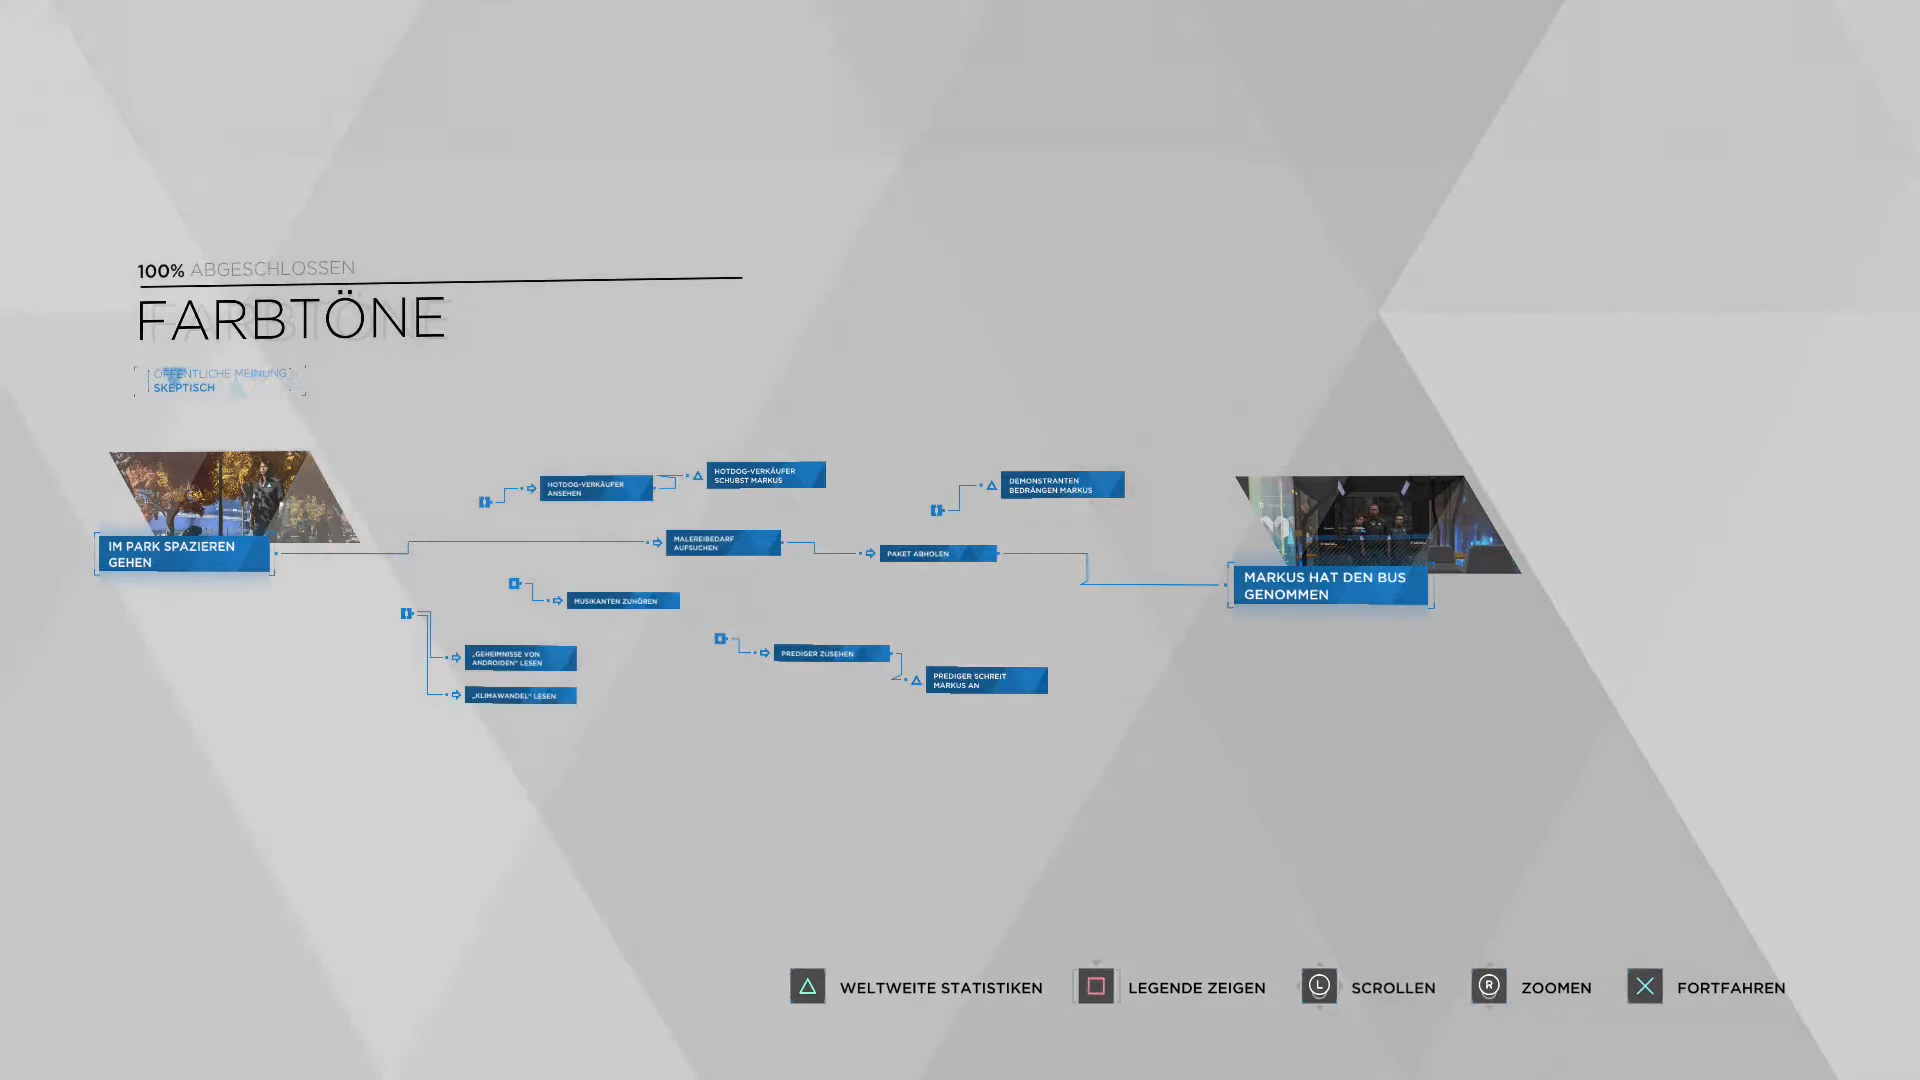 100% ABGESCHLOSSEN
FARBTÖNE
ÖFFENTLICHE MEINUNG
SKEPTISCH
IM PARK SPAZIEREN
GEHEN
HOTDOG-VERKÄUFER
ANSEHEN
HOTDOG-VERKÄUFER
SCHUBST MARKUS
MALEREIBEDARF
AUFSUCHEN
PAKET ABHOLEN
DEMONSTRANTEN
BEDRÄNGEN MARKUS
MUSIKANTEN ZUHÖREN
„GEHEIMNISSE VON
ANDROIDEN“ LESEN
„KLIMAWANDEL“ LESEN
PREDIGER ZUSEHEN
PREDIGER SCHREIT
MARKUS AN
MARKUS HAT DEN BUS
GENOMMEN
WELTWEITE STATISTIKEN
LEGENDE ZEIGEN
L SCROLLEN
R ZOOMEN
FORTFAHREN